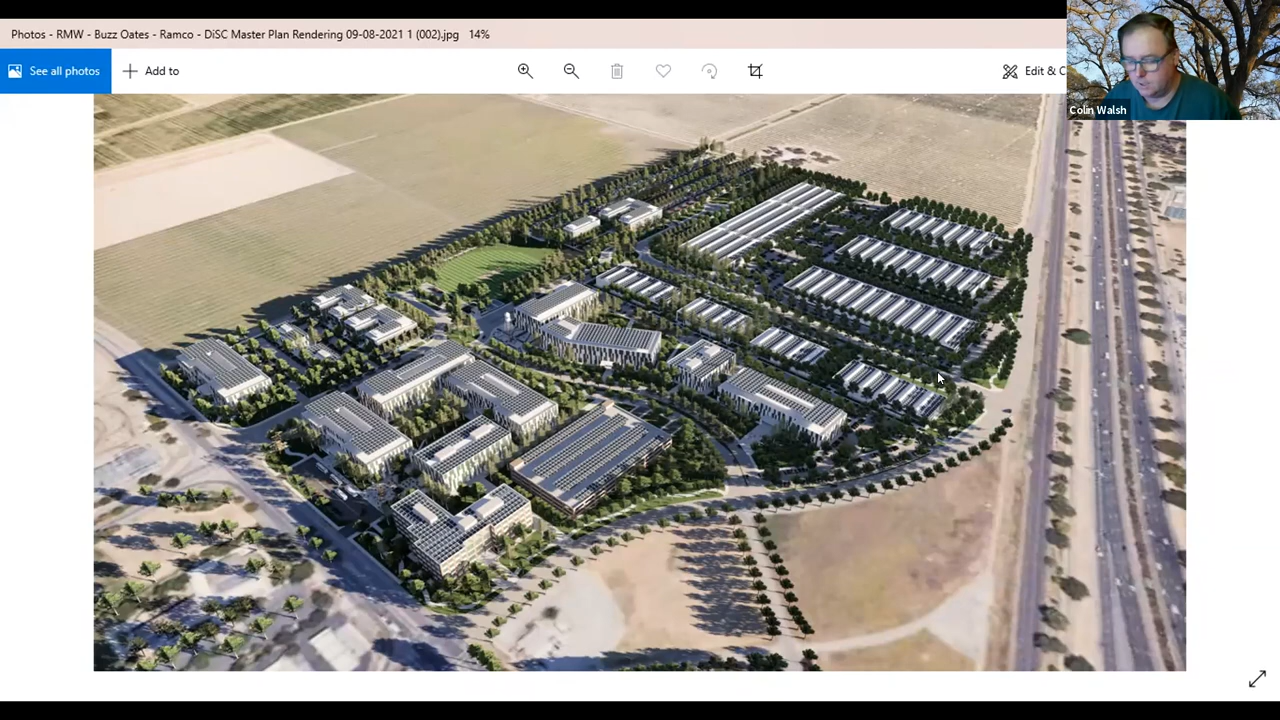 Photos - RMW - Buzz Oates - Ramco - DiSC Master Plan Rendering 09-08-2021 1 (002).jpg 14%
See all photos
Add to
Edit & C
Colin Walsh